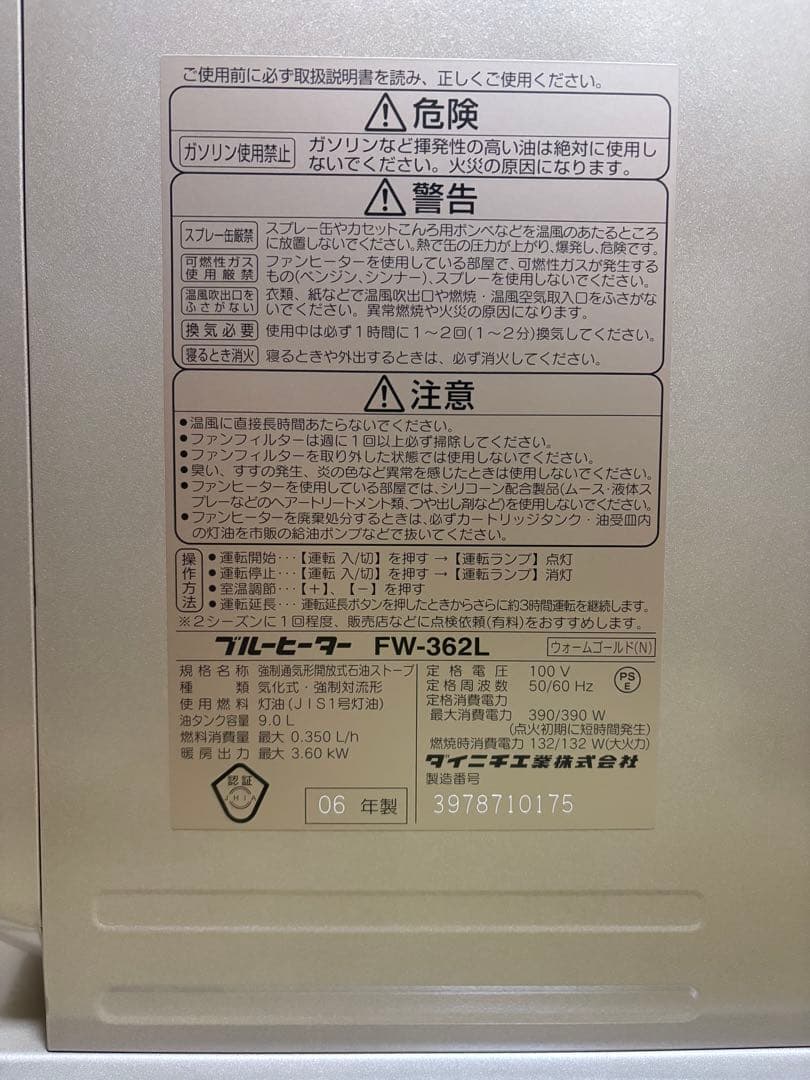 ご使用前に必ず取扱説明書を読み、正しくご使用ください。
危険
ガソリン使用禁止 ガソリンなど揮発性の高い油は絶対に使用し
ないでください。火災の原因になります。
警告
スプレー缶厳禁 スプレー缶やカセットこんろ用ボンベなどを温風のあたるところ
に放置しないでください。熱で缶の圧力が上がり、爆発し、危険です。
可燃性ガス ファンヒーターを使用している部屋で、可燃性ガスが発生する
使用厳禁 もの(ベンジン、シンナー)、スプレーを使用しないでください。
温風吹出口を 衣類、紙などで温風吹出口や燃焼・温風空気取入口をふさがな
ふさがない いでください。異常燃焼や火災の原因になります。
換気必要 使用中は必ず1時間に1~2回(1~2分)換気してください。
寝るとき消火 寝るときや外出するときは、必ず消火してください。
注意
●温風に直接長時間あたらないでください。
●ファンフィルターは週に1回以上必ず掃除してください。
●ファンフィルターを取り外した状態では使用しないでください。
●臭い、すすの発生、炎の色など異常を感じたときは使用しないでください。
●ファンヒーターを使用している部屋では、シリコーン配合製品(ムース・液体ス
プレーなどのヘアートリートメント類、つや出し剤など)を使用しないでください。
●ファンヒーターを廃棄処分するときは、必ずカートリッジタンク・油受皿内
の灯油を市販の給油ポンプなどで抜いてください。
操作方法
●運転開始・・・【運転 入/切】を押す → 【運転ランプ】点灯
●運転停止・・・【運転 入/切】を押す → 【運転ランプ】消灯
●室温調節・・・【+】、【-】を押す
●運転延長・・・運転延長ボタンを押したときからさらに約3時間運転を継続します。
※2シーズンに1回程度、販売店などに点検依頼(有料)をおすすめします。
ブルーヒーター FW-362L ウォームゴールド(N)
規格名称 強制通気形開放式石油ストーブ
種類 気化式・強制対流形
使用燃料 灯油(JIS1号灯油)
油タンク容量 9.0L
燃料消費量 最大 0.350 L/h
暖房出力 最大 3.60 kW
認証
JHIA
06 年製
定格電圧 100 V
定格周波数 50/60 Hz
PS
E
定格消費電力
最大消費電力 390/390 W
(点火初期に短時間発生)
燃焼時消費電力 132/132 W(大火力)
ダイニチ工業株式会社
製造番号
3978710175